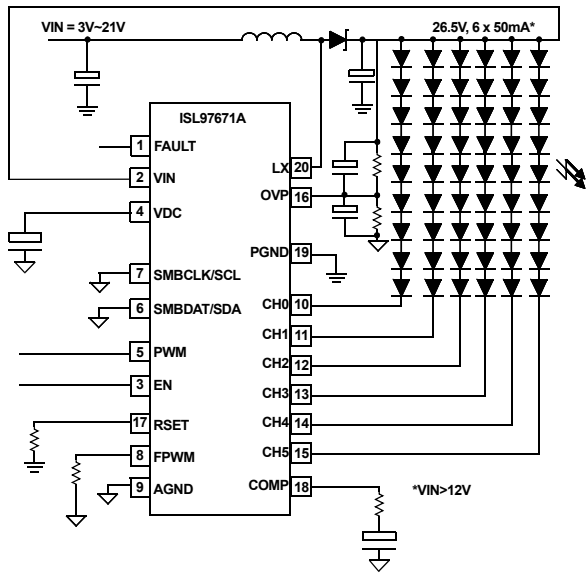 VIN = 3V~21V
26.5V, 6 x 50mA*
ISL97671A
1 FAULT
2 VIN
4 VDC
7 SMBCLK/SCL
6 SMBDAT/SDA
5 PWM
3 EN
17 RSET
8 FPWM
9 AGND
LX 20
OVP 16
PGND 19
CH0 10
CH1 11
CH2 12
CH3 13
CH4 14
CH5 15
COMP 18
*VIN>12V